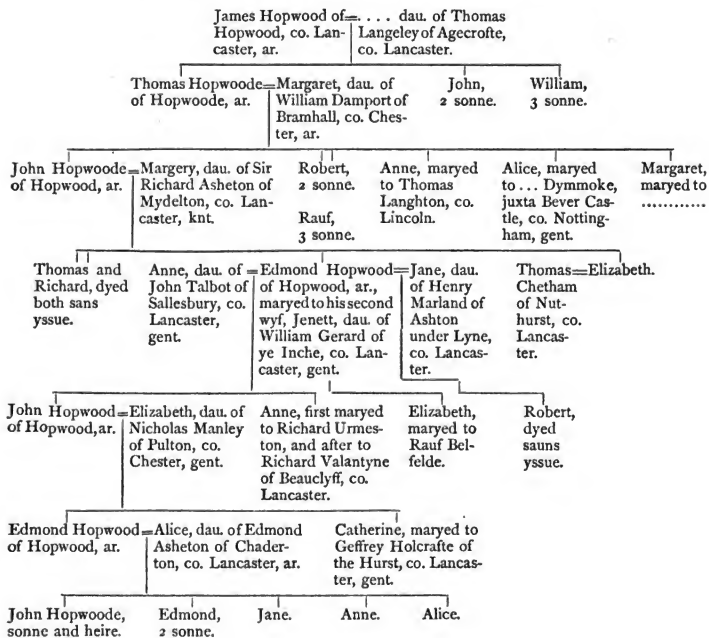 James Hopwood of=.... dau. of Thomas
Hopwood, co. Lan- Langeley of Agecrofte,
caster, ar. co. Lancaster.
Thomas Hopwoode=Margaret, dau. of
of Hopwoode, ar. William Damport of
Bramhall, co. Ches-
ter, ar.
John,
2 sonne.
William,
3 sonne.
John Hopwoode=Margery, dau. of Sir
of Hopwood, ar. Richard Asheton of
Mydelton, co. Lan-
caster, knt.
Robert,
2 sonne.
Rauf,
3 sonne.
Anne, maryed
to Thomas
Langhton, co.
Lincoln.
Alice, maryed
to ... Dymmoke,
juxta Bever Cas-
tle, co. Notting-
ham, gent.
Margaret,
maryed to
............
Thomas and
Richard, dyed
both sans
yssue.
Anne, dau. of =
John Talbot of
Sallesbury, co.
Lancaster,
gent.
Edmond Hopwood=
of Hopwood, ar.,
maryed to his second
wyf, Jenett, dau. of
William Gerard of
ye Inche, co. Lan-
caster, gent.
Jane, dau.
of Henry
Marland of
Ashton
under Lyne,
co. Lancas-
ter.
Thomas=Elizabeth.
Chetham
of Nut-
hurst, co.
Lancas-
ter.
John Hopwood=Elizabeth, dau. of
of Hopwood, ar. Nicholas Manley
of Pulton, co.
Chester, gent.
Anne, first maryed
to Richard Urmes-
ton, and after to
Richard Valantyne
of Beauclyff, co.
Lancaster.
Elizabeth,
maryed to
Rauf Bel-
felde.
Robert,
dyed
sauns
yssue.
Edmond Hopwood=Alice, dau. of Edmond
of Hopwood, ar. Asheton of Chader-
ton, co. Lancaster, ar.
Catherine, maryed to
Geffrey Holcrafte of
the Hurst, co. Lancas-
ter, gent.
John Hopwoode,
sonne and heire.
Edmond,
2 sonne.
Jane.
Anne.
Alice.